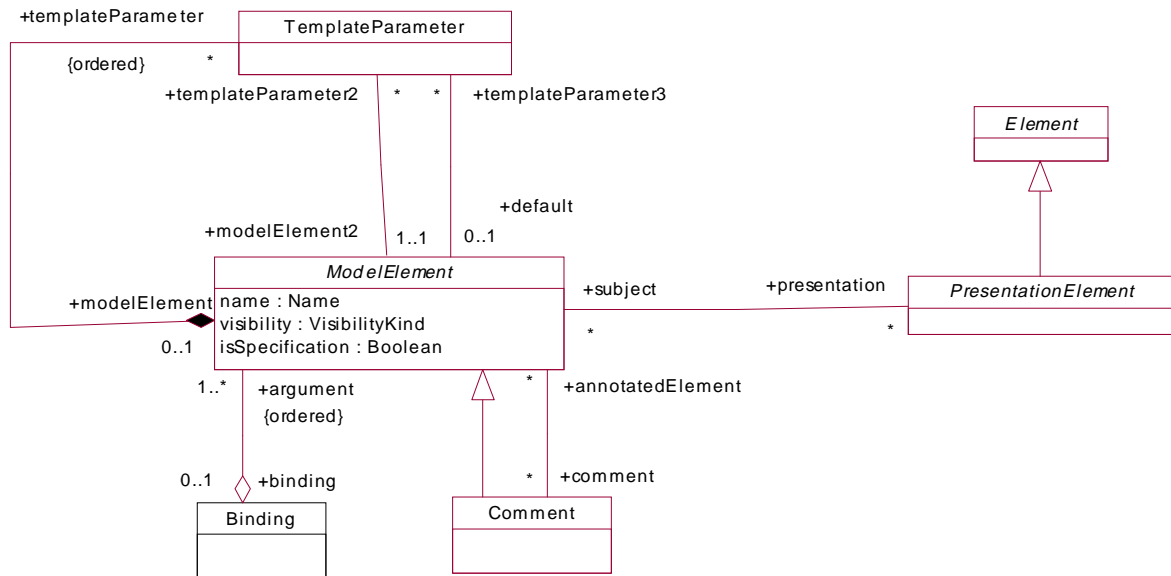 +templateParameter
TemplateParameter
{ordered}
*
+templateParameter2
*
*
+templateParameter3
Element
+default
+modelElement2
1..1
0..1
ModelElement
+subject
+presentation
PresentationElement
+modelElement
name : Name
visibility : VisibilityKind
*
*
0..1
isSpecification : Boolean
1..*
+argument
*
+annotatedElement
{ordered}
0..1
+binding
*
+comment
Binding
Comment